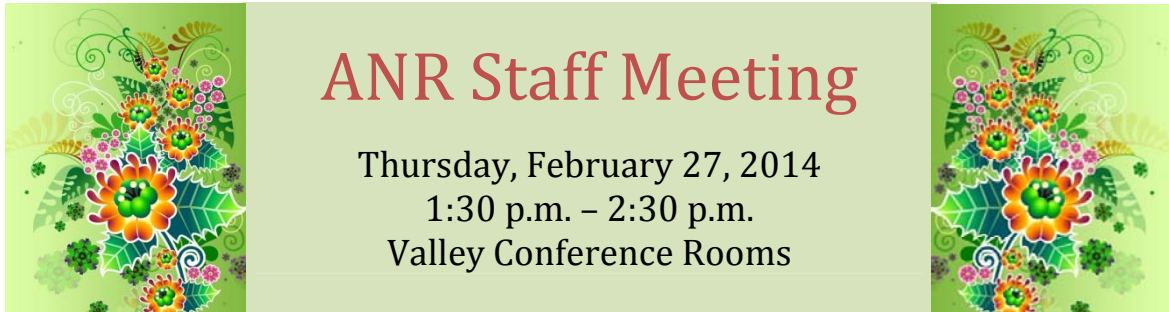 ANR Staff Meeting
Thursday, February 27, 2014
1:30 p.m. – 2:30 p.m.
Valley Conference Rooms